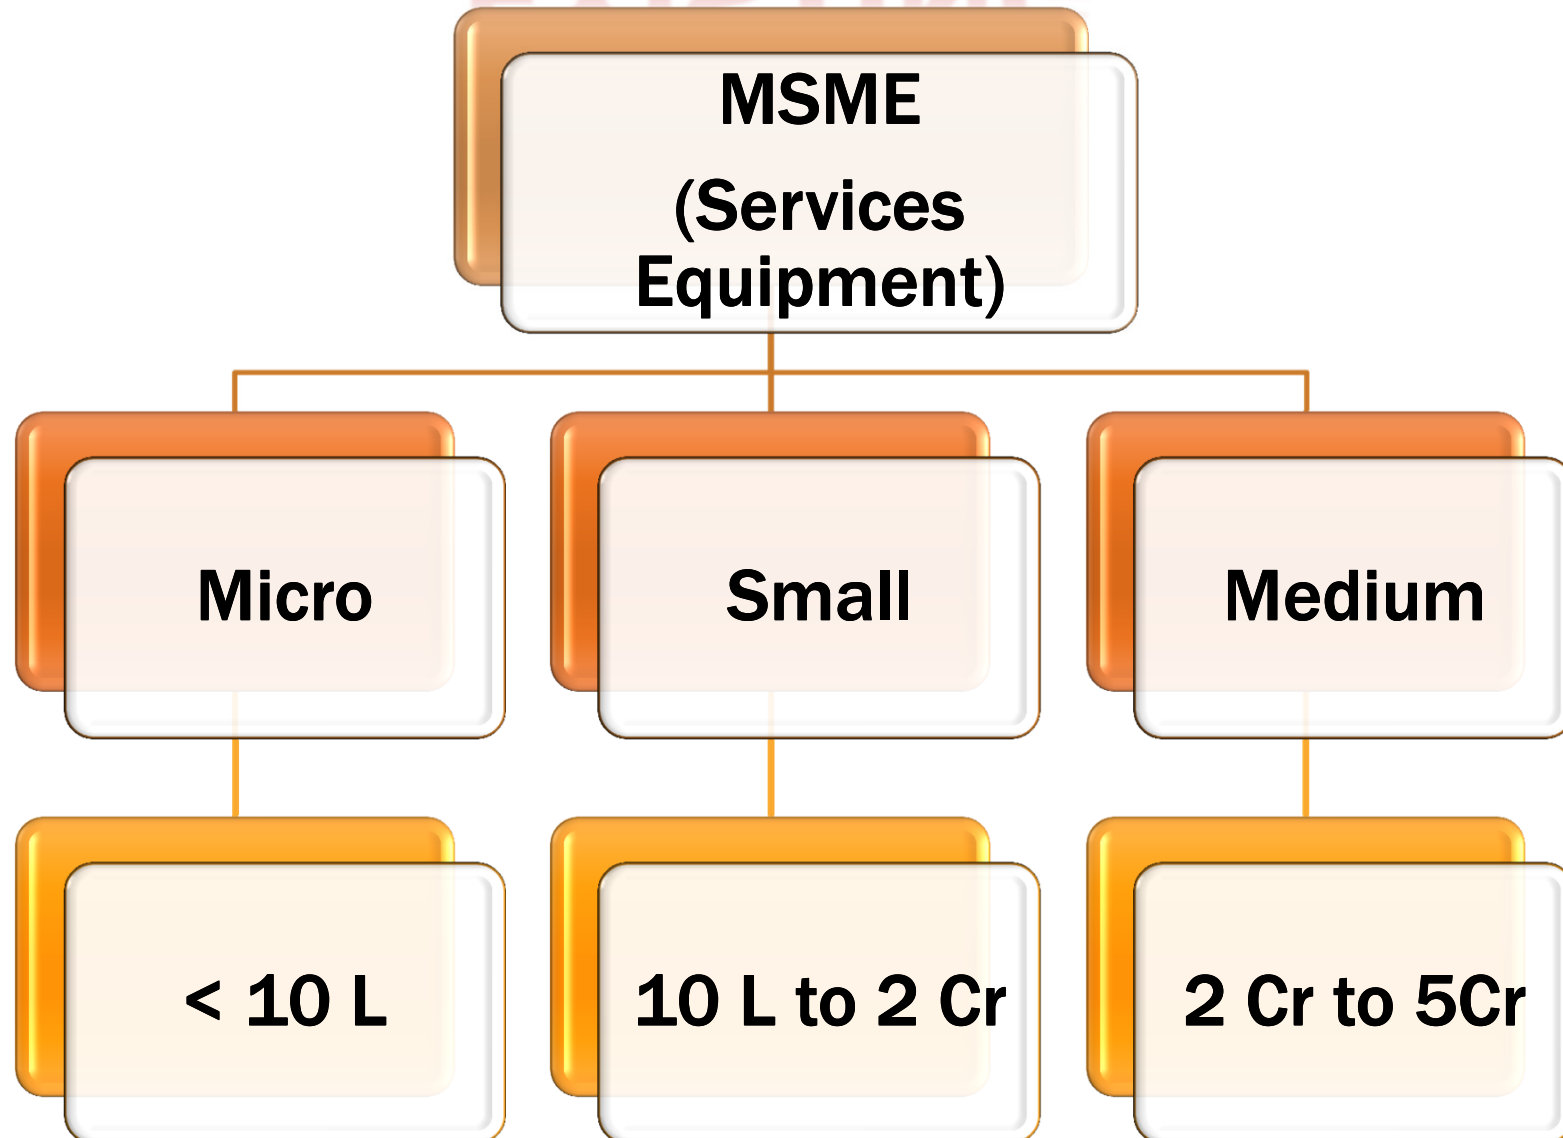 MSME
(Services
Equipment)
Micro
Small
Medium
< 10 L
10 L to 2 Cr
2 Cr to 5Cr